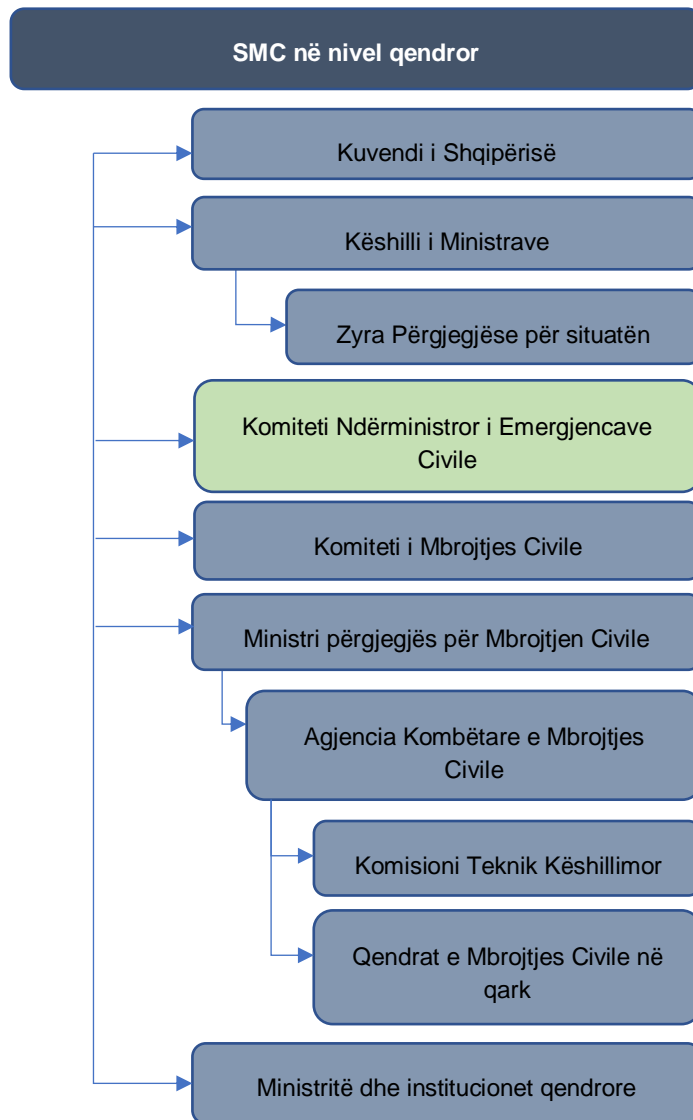 SMC në nivel qendror
Kuvendi i Shqipërisë
Këshilli i Ministrave
Zyra Përgjegjëse për situatën
Komiteti Ndërministror i Emergjencave
Civile
Komiteti i Mbrojtjes Civile
Ministri përgjegjës për Mbrojtjen Civile
Agjencia Kombëtare e Mbrojtjes
Civile
Komisioni Teknik Këshillimor
Qendrat e Mbrojtjes Civile në
qark
Ministritë dhe institucionet qendrore